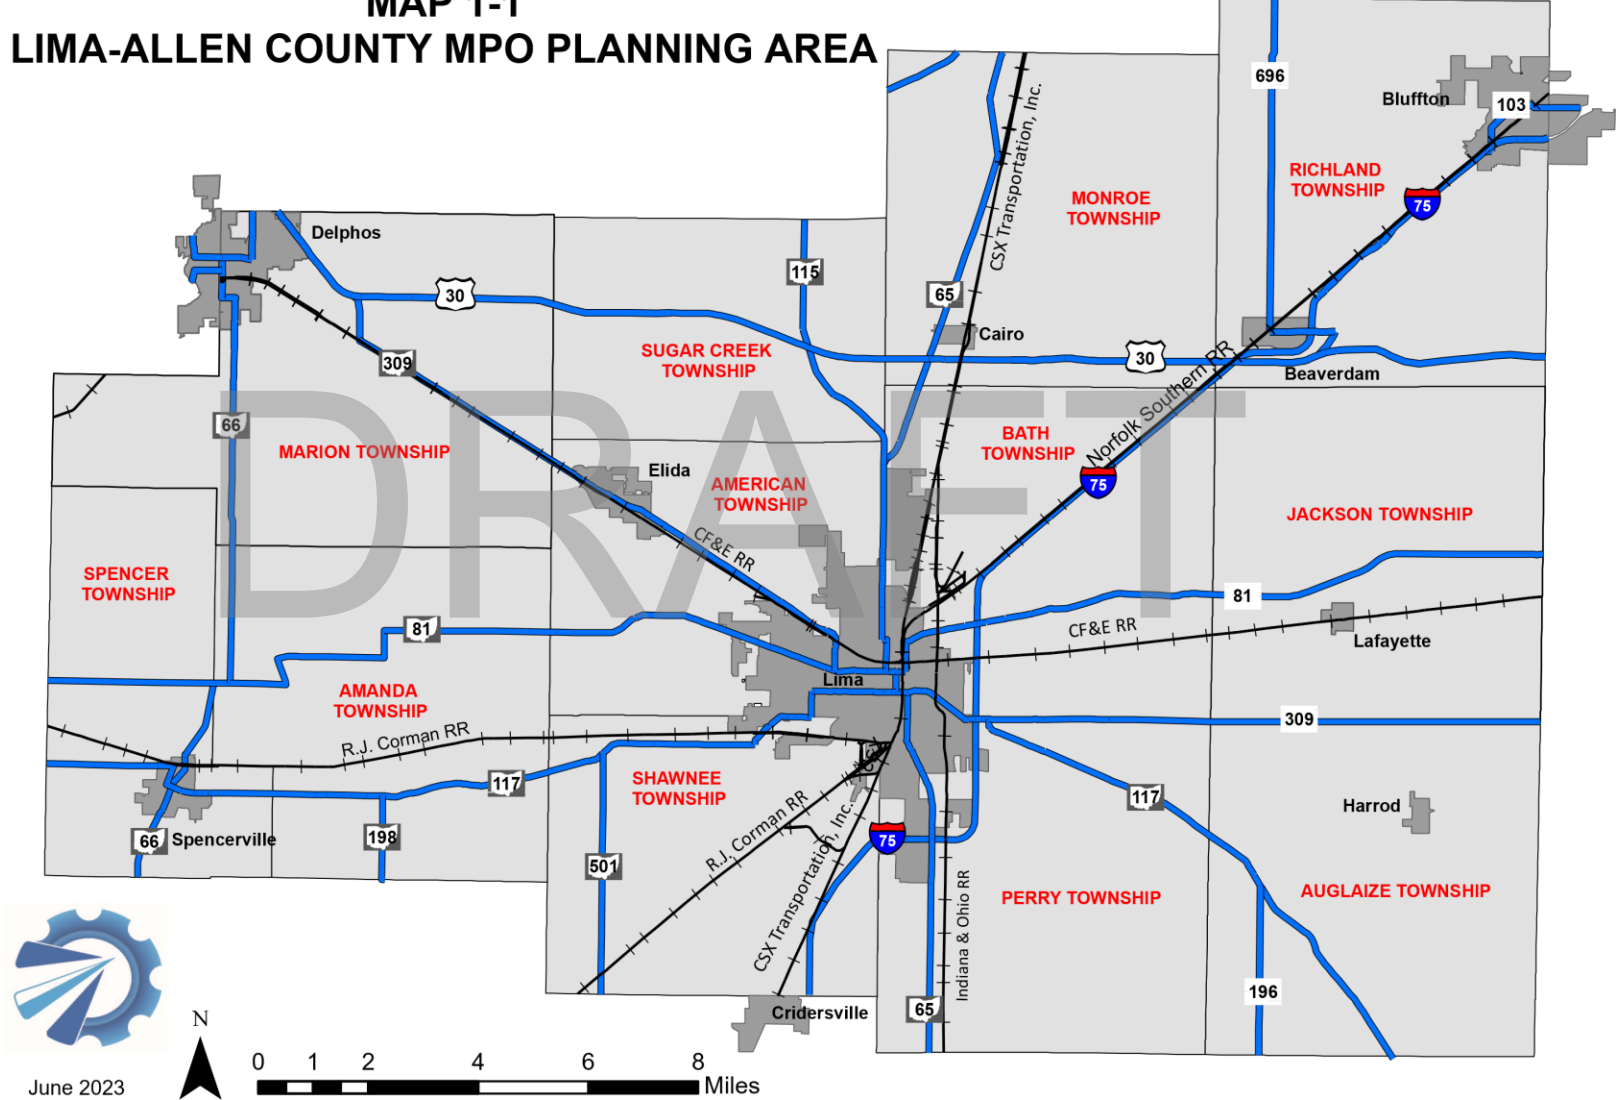 MAP 1-1
LIMA-ALLEN COUNTY MPO PLANNING AREA
696
Bluffton
103
RICHLAND
TOWNSHIP
75
MONROE
TOWNSHIP
CSX Transportation, Inc.
Delphos
115
65
30
Cairo
30
Beaverdam
SUGAR CREEK
TOWNSHIP
309
Norfolk Southern RR
66
MARION TOWNSHIP
DRAFT
BATH
TOWNSHIP
Elida
AMERICAN
TOWNSHIP
75
JACKSON TOWNSHIP
CF&E RR
SPENCER
TOWNSHIP
81
81
CF&E RR
Lafayette
Lima
AMANDA
TOWNSHIP
309
R.J. Corman RR
CSX
117
SHAWNEE
TOWNSHIP
117
Harrod
R.J. Corman RR
66
Spencerville
198
75
501
CSX Transportation, Inc.
PERRY TOWNSHIP
AUGLAIZE TOWNSHIP
Indiana & Ohio RR
196
65
Cridersville
N
0 1 2 4 6 8
Miles
June 2023